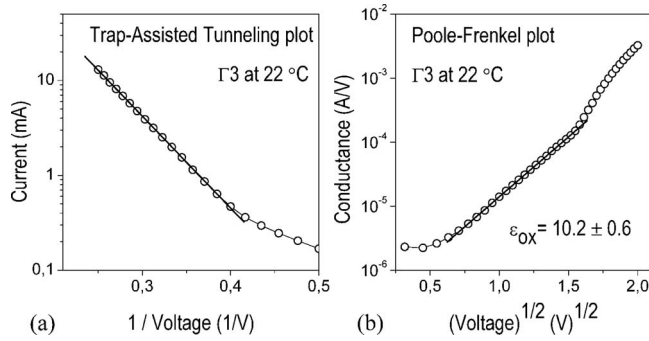 Trap-Assisted Tunneling plot
Γ3 at 22 °C
10
1
0,1
Current (mA)
0,3
0,4
0,5
(a) 1 / Voltage (1/V)
Poole-Frenkel plot
Γ3 at 22 °C
10⁻²
10⁻³
10⁻⁴
10⁻⁵
10⁻⁶
Conductance (A/V)
εox= 10.2 ± 0.6
0,5
1,0
1,5
2,0
(b) (Voltage)^1/2 (V)^1/2